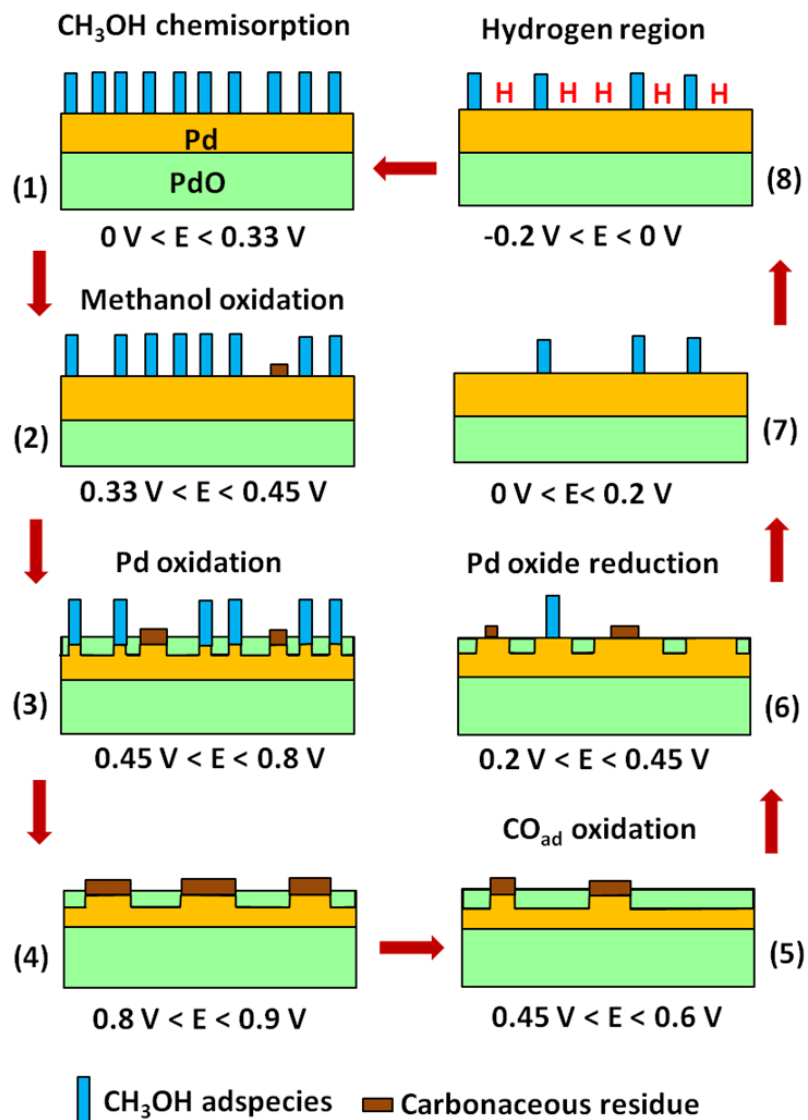 CH₃OH chemisorption
Pd
PdO
(1)
0 V < E < 0.33 V
Methanol oxidation
(2)
0.33 V < E < 0.45 V
Pd oxidation
(3)
0.45 V < E < 0.8 V
(4)
0.8 V < E < 0.9 V
Hydrogen region
H H H H H
(8)
-0.2 V < E < 0 V
(7)
0 V < E< 0.2 V
Pd oxide reduction
(6)
0.2 V < E < 0.45 V
COad oxidation
(5)
0.45 V < E < 0.6 V
CH₃OH adspecies
Carbonaceous residue